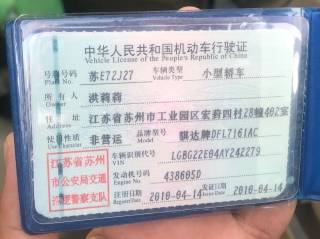 中华人民共和国机动车行驶证
Vehicle License of the People's Republic of China
号牌号码 苏E72J27 车辆类型 小型轿车
Plate No. Vehicle Type
所有人 洪莉莉
Owner
住址 江苏省苏州市工业园区宏葑四村28幢402室
Address
使用性质 非营运 品牌型号 骐达牌DFL7161AC
Use Character Model
车辆识别代号 LGBG22E04AY242279
VIN
发动机号码 438605D
Engine No.
注册日期 2010-04-14 发证日期 2010-04-14
Register Date Issue Date
江苏省苏州
市公安局交通
巡逻警察支队